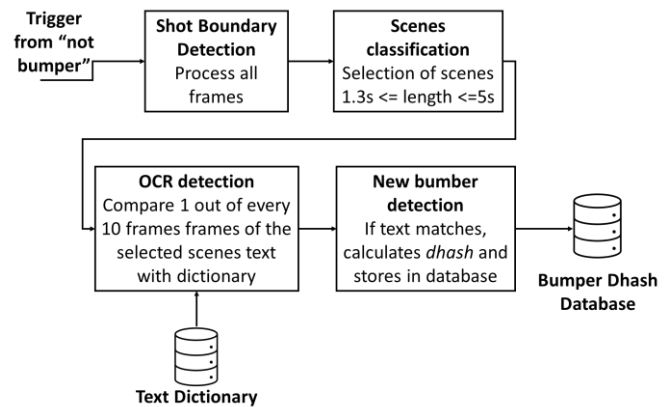 Trigger
from “not
bumper”
Shot Boundary
Detection
Process all
frames
Scenes
classification
Selection of scenes
1.3s <= length <=5s
OCR detection
Compare 1 out of every
10 frames frames of the
selected scenes text
with dictionary
New bumber
detection
If text matches,
calculates dhash and
stores in database
Bumper Dhash
Database
Text Dictionary